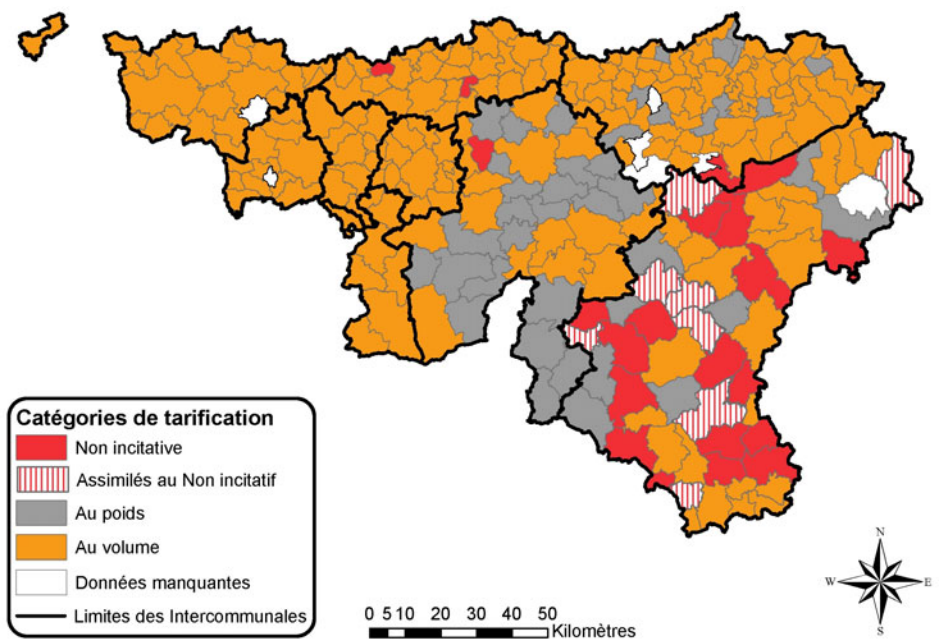 Catégories de tarification
Non incitative
Assimilés au Non incitatif
Au poids
Au volume
Données manquantes
Limites des Intercommunales
0 5 10 20 30 40 50
Kilomètres
N
W E
S